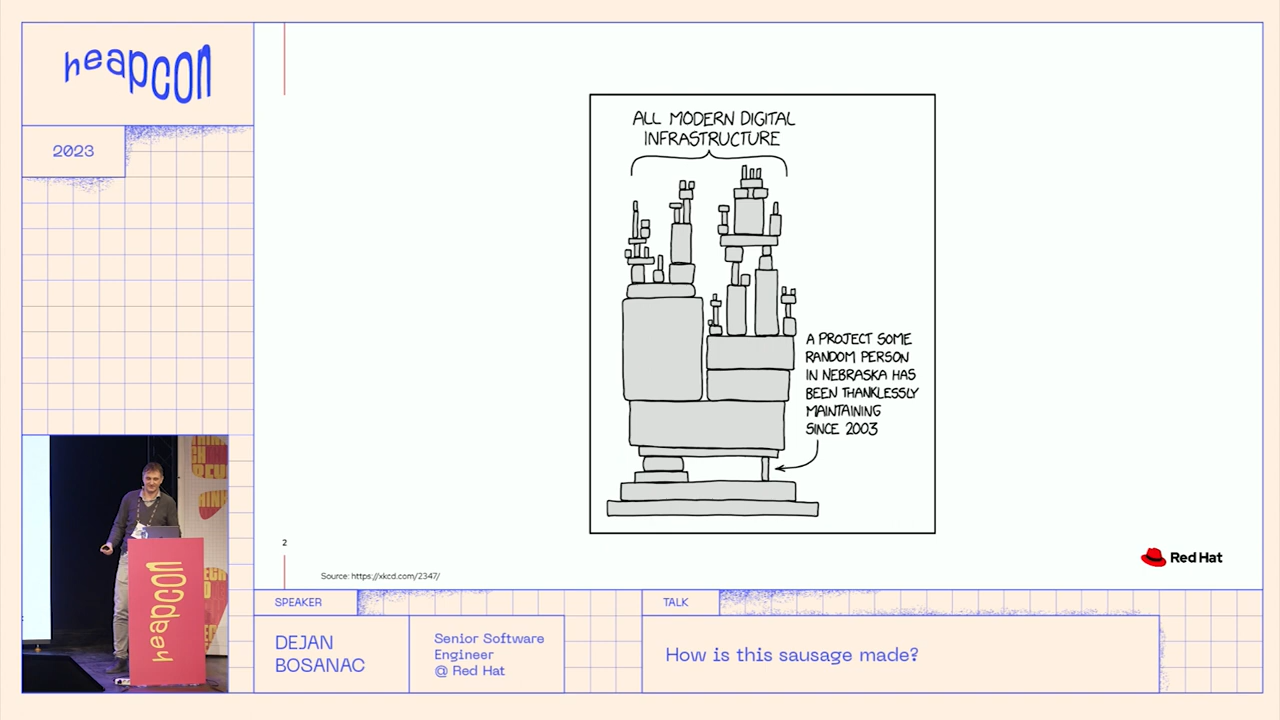 heapcon
2023
ALL MODERN DIGITAL
INFRASTRUCTURE
A PROJECT SOME
RANDOM PERSON
IN NEBRASKA HAS
BEEN THANKLESSLY
MAINTAINING
SINCE 2003
2
Source: https://xkcd.com/2347/
Red Hat
heapcon
SPEAKER
DEJAN
BOSANAC
Senior Software
Engineer
@ Red Hat
TALK
How is this sausage made?